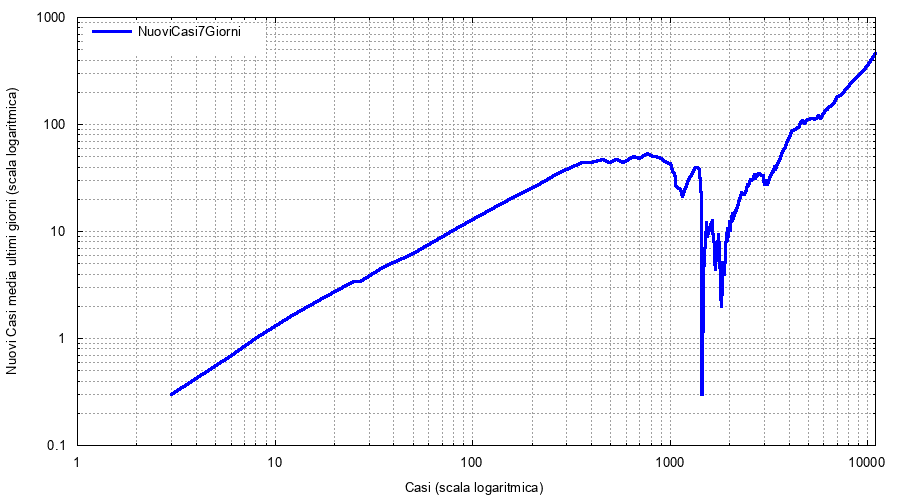 1000
NuoviCasi7Giorni
100
10
1
0.1
Nuovi Casi media ultimi giorni (scala logaritmica)
1 10 100 1000 10000
Casi (scala logaritmica)